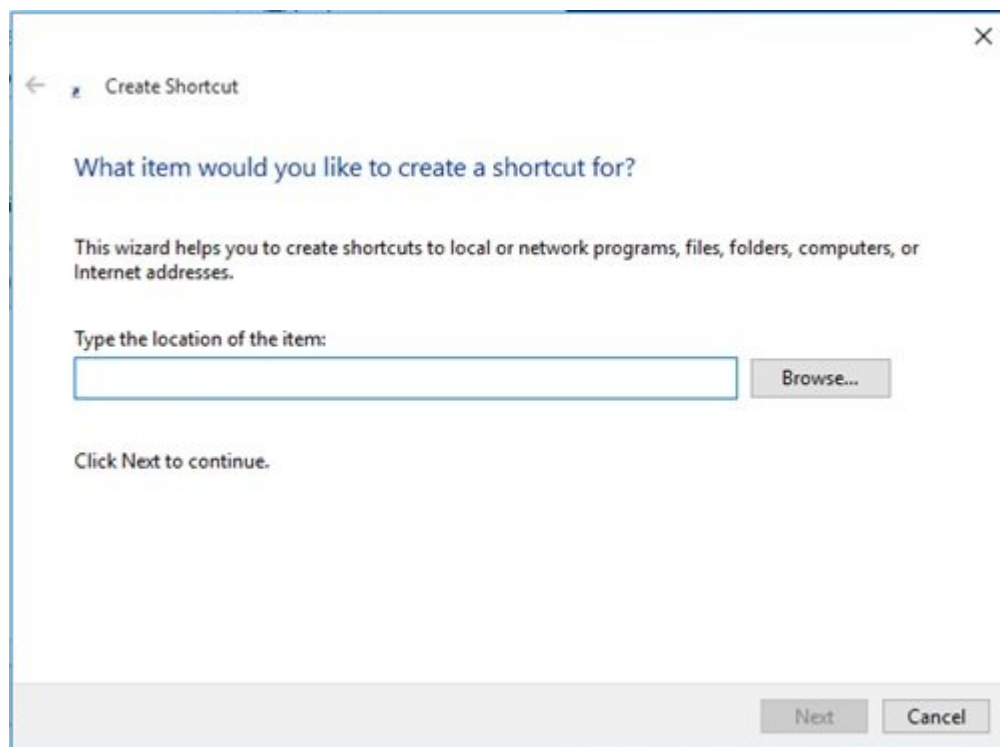 Create Shortcut
What item would you like to create a shortcut for?
This wizard helps you to create shortcuts to local or network programs, files, folders, computers, or
Internet addresses.
Type the location of the item:
Browse...
Click Next to continue.
Next
Cancel